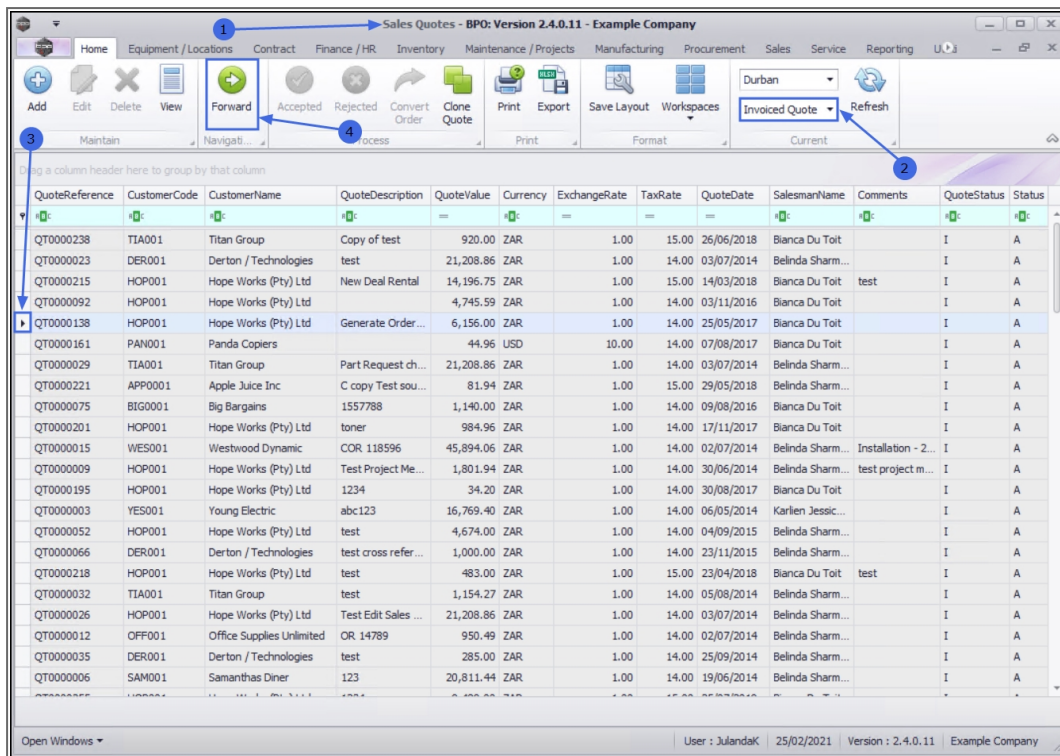 1
Sales Quotes - BPO: Version 2.4.0.11 - Example Company
Home Equipment / Locations Contract Finance / HR Inventory Maintenance / Projects Manufacturing Procurement Sales Service Reporting
Add Edit Delete View Forward Accepted Rejected Convert Order Clone Quote Print Export Save Layout Workspaces Durban Invoiced Quote Refresh
Maintain Navigati... Print Format Current
3 4 2
Drag a column header here to group by that column
QuoteReference CustomerCode CustomerName QuoteDescription QuoteValue Currency ExchangeRate TaxRate QuoteDate SalesmanName Comments QuoteStatus Status
QT0000238 TIA001 Titan Group Copy of test 920.00 ZAR 1.00 15.00 26/06/2018 Bianca Du Toit I A
QT0000023 DER001 Derton / Technologies test 21,208.86 ZAR 1.00 14.00 03/07/2014 Belinda Sharm... I A
QT0000215 HOP001 Hope Works (Pty) Ltd New Deal Rental 14,196.75 ZAR 1.00 15.00 14/03/2018 Bianca Du Toit test I A
QT0000092 HOP001 Hope Works (Pty) Ltd 4,745.59 ZAR 1.00 14.00 03/11/2016 Bianca Du Toit I A
QT0000138 HOP001 Hope Works (Pty) Ltd Generate Order... 6,156.00 ZAR 1.00 14.00 25/05/2017 Bianca Du Toit I A
QT0000161 PAN001 Panda Copiers 44.96 USD 10.00 14.00 07/08/2017 Bianca Du Toit I A
QT0000029 TIA001 Titan Group Part Request ch... 21,208.86 ZAR 1.00 14.00 03/07/2014 Belinda Sharm... I A
QT0000221 APP0001 Apple Juice Inc C copy Test sou... 81.94 ZAR 1.00 15.00 29/05/2018 Bianca Du Toit I A
QT0000075 BIG0001 Big Bargains 1557788 1,140.00 ZAR 1.00 14.00 09/08/2016 Bianca Du Toit I A
QT0000201 HOP001 Hope Works (Pty) Ltd toner 984.96 ZAR 1.00 14.00 17/11/2017 Bianca Du Toit I A
QT0000015 WES001 Westwood Dynamic COR 118596 45,894.06 ZAR 1.00 14.00 02/07/2014 Belinda Sharm... Installation - 2... I A
QT0000009 HOP001 Hope Works (Pty) Ltd Test Project Me... 1,801.94 ZAR 1.00 14.00 30/06/2014 Belinda Sharm... test project m... I A
QT0000195 HOP001 Hope Works (Pty) Ltd 1234 34.20 ZAR 1.00 14.00 30/08/2017 Bianca Du Toit I A
QT0000003 YES001 Young Electric abc123 16,769.40 ZAR 1.00 14.00 06/05/2014 Karlien Jessic... I A
QT0000052 HOP001 Hope Works (Pty) Ltd test 4,674.00 ZAR 1.00 14.00 04/09/2015 Belinda Sharm... I A
QT0000066 DER001 Derton / Technologies test cross refer... 1,000.00 ZAR 1.00 14.00 23/11/2015 Belinda Sharm... I A
QT0000218 HOP001 Hope Works (Pty) Ltd test 483.00 ZAR 1.00 15.00 23/04/2018 Bianca Du Toit test I A
QT0000032 TIA001 Titan Group test 1,154.27 ZAR 1.00 14.00 05/08/2014 Belinda Sharm... I A
QT0000026 HOP001 Hope Works (Pty) Ltd Test Edit Sales ... 21,208.86 ZAR 1.00 14.00 03/07/2014 Belinda Sharm... I A
QT0000012 OFF001 Office Supplies Unlimited OR 14789 950.49 ZAR 1.00 14.00 02/07/2014 Belinda Sharm... I A
QT0000035 DER001 Derton / Technologies test 285.00 ZAR 1.00 14.00 25/09/2014 Belinda Sharm... I A
QT0000006 SAM001 Samanthas Diner 123 20,811.44 ZAR 1.00 14.00 19/06/2014 Belinda Sharm... I A
Open Windows User : JulandaK 25/02/2021 Version : 2.4.0.11 Example Company